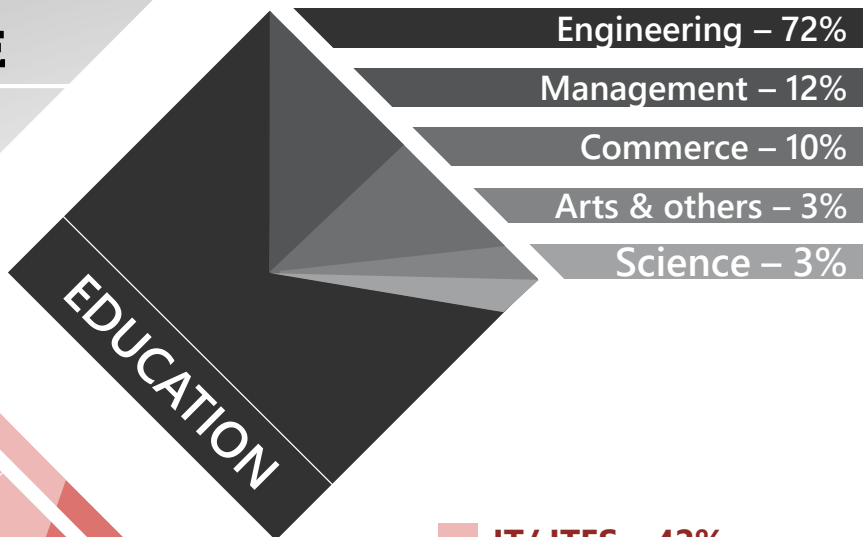 E
Engineering – 72%
Management – 12%
Commerce – 10%
Arts & others – 3%
Science – 3%
EDUCATION